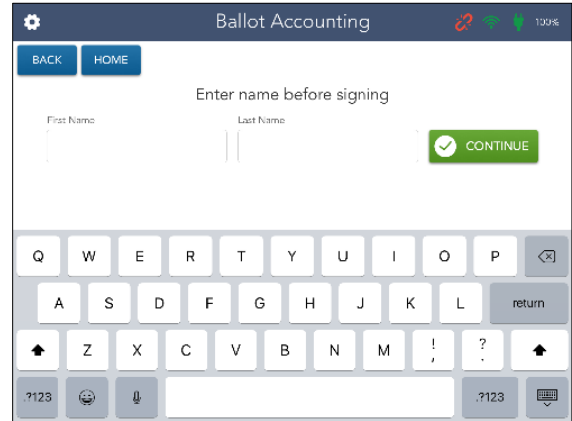 Ballot Accounting 100%
BACK HOME
Enter name before signing
First Name Last Name
CONTINUE
Q W E R T Y U I O P
A S D F G H J K L return
Z X C V B N M ! , ? .
.?123 .?123